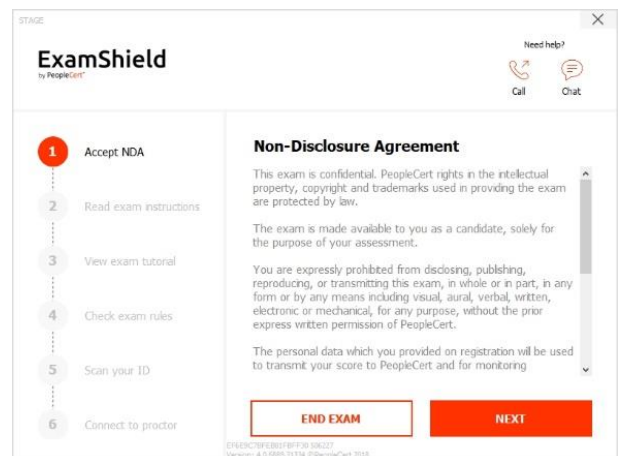 STAGE
ExamShield
by PeopleCert
Need help?
Call
Chat
1 Accept NDA
2 Read exam instructions
3 View exam tutorial
4 Check exam rules
5 Scan your ID
6 Connect to proctor
Non-Disclosure Agreement
This exam is confidential. PeopleCert rights in the intellectual
property, copyright and trademarks used in providing the exam
are protected by law.
The exam is made available to you as a candidate, solely for
the purpose of your assessment.
You are expressly prohibited from disclosing, publishing,
reproducing, or transmitting this exam, in whole or in part, in any
form or by any means including visual, aural, verbal, written,
electronic or mechanical, for any purpose, without the prior
express written permission of PeopleCert.
The personal data which you provided on registration will be used
to transmit your score to PeopleCert and for monitoring
END EXAM
NEXT